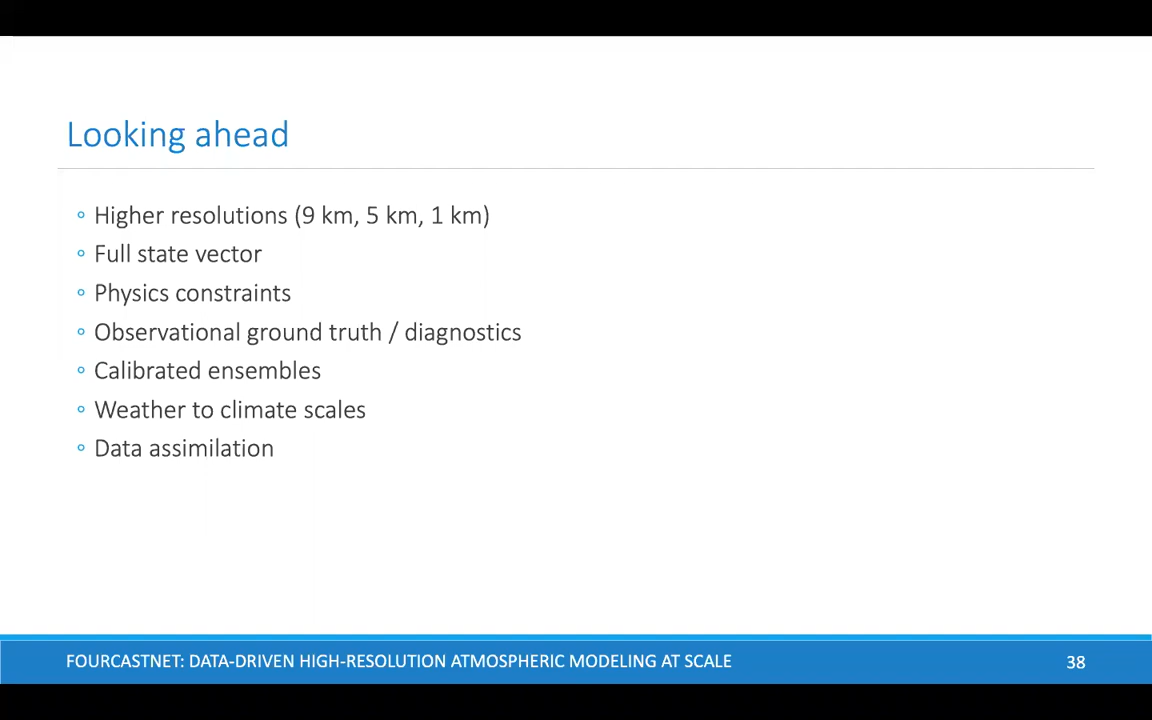 Looking ahead
◦ Higher resolutions (9 km, 5 km, 1 km)
◦ Full state vector
◦ Physics constraints
◦ Observational ground truth / diagnostics
◦ Calibrated ensembles
◦ Weather to climate scales
◦ Data assimilation
FOURCASTNET: DATA-DRIVEN HIGH-RESOLUTION ATMOSPHERIC MODELING AT SCALE
38